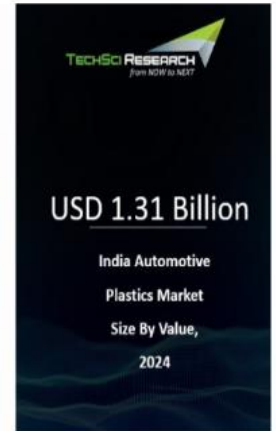 TECHSCI RESEARCH
from NOW to NEXT
USD 1.31 Billion
India Automotive
Plastics Market
Size By Value,
2024